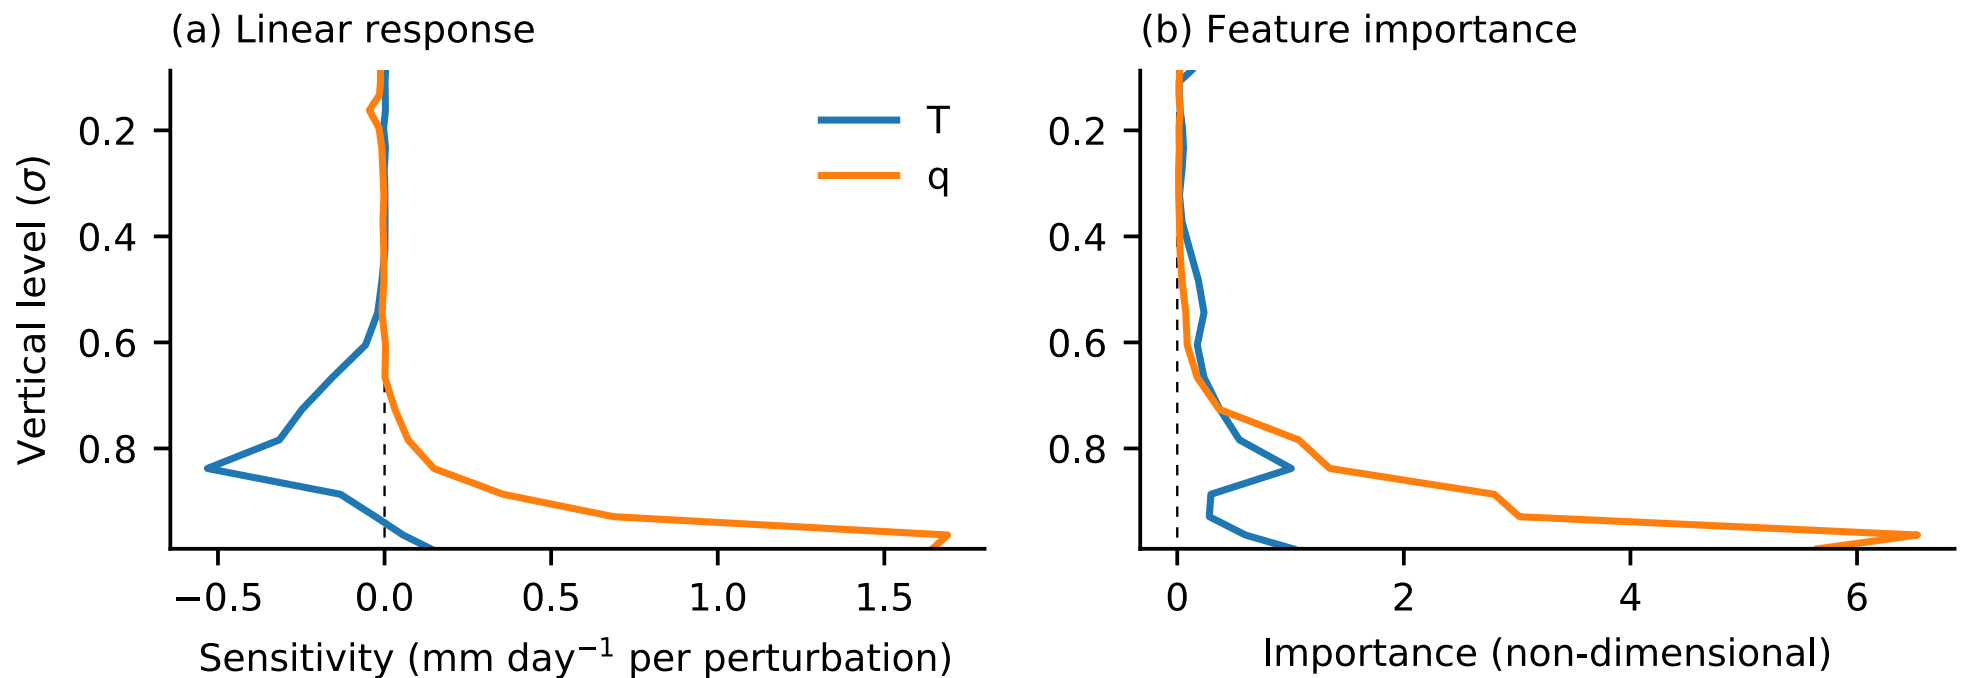 (a) Linear response
T
q
0.2
0.4
0.6
0.8
Vertical level (σ)
−0.5
0.0
0.5
1.0
1.5
Sensitivity (mm day⁻¹ per perturbation)
(b) Feature importance
0.2
0.4
0.6
0.8
0
2
4
6
Importance (non-dimensional)